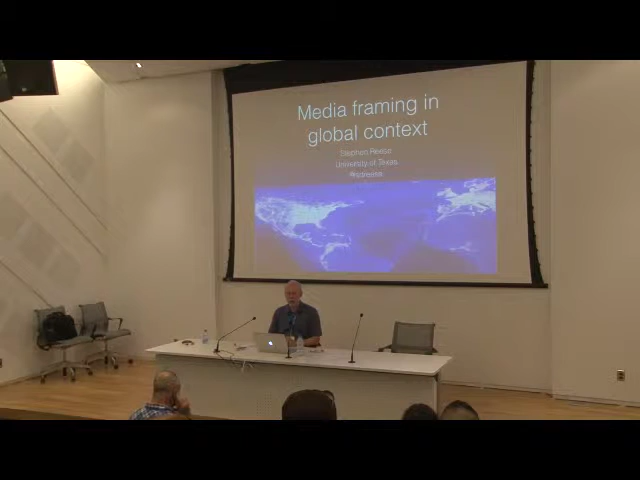 Media framing in
global context
Stephen Reese
University of Texas